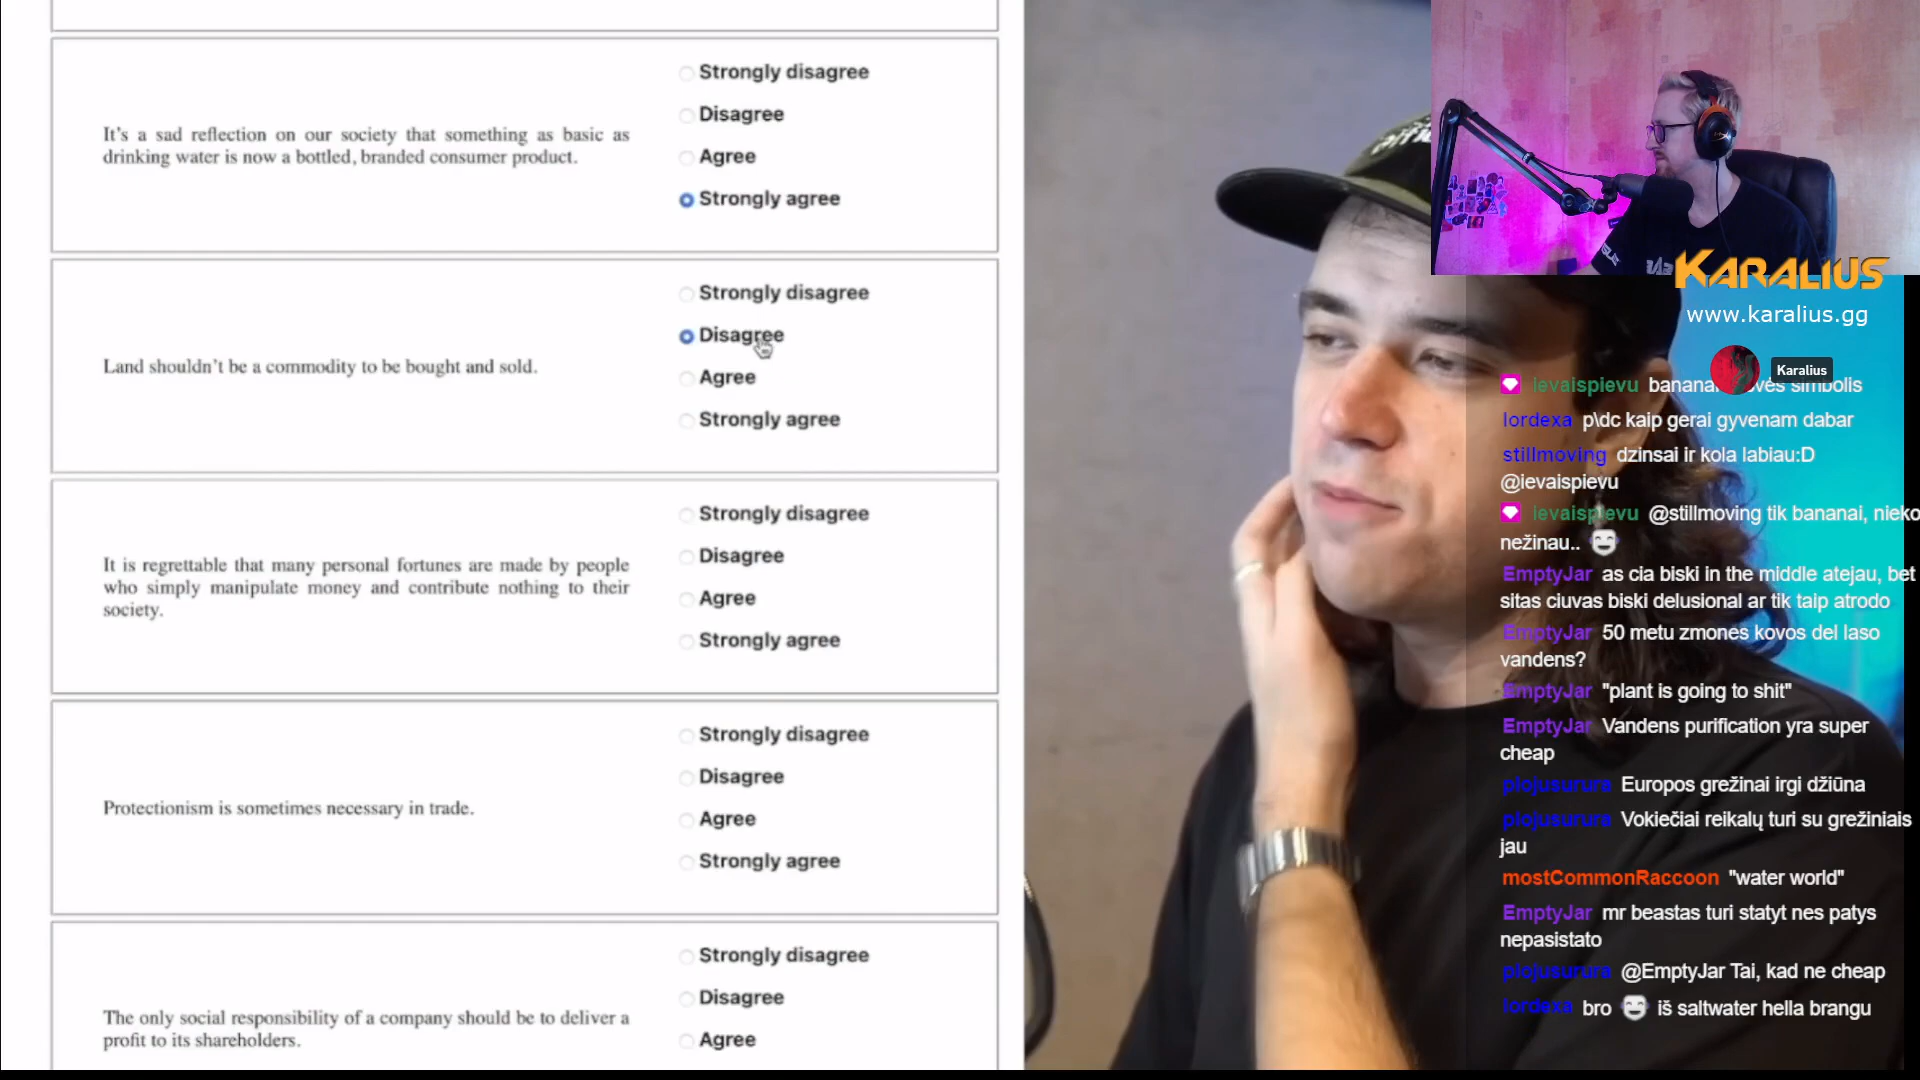 Strongly disagree
Disagree
It's a sad reflection on our society that something as basic as
drinking water is now a bottled, branded consumer product.
Agree
Strongly agree
Strongly disagree
Disagree
Land shouldn't be a commodity to be bought and sold.
Agree
Strongly agree
Strongly disagree
Disagree
It is regrettable that many personal fortunes are made by people
who simply manipulate money and contribute nothing to their
society.
Agree
Strongly agree
Strongly disagree
Disagree
Protectionism is sometimes necessary in trade.
Agree
Strongly agree
Strongly disagree
Disagree
The only social responsibility of a company should be to deliver a
profit to its shareholders.
Agree
KARALIUS
www.karalius.gg
Karalius
ievaispievu simbolis
lordexa p\dc kaip gerai gyvenam dabar
stillmoving dzinsai ir kola labiau:D
@ievaispievu
ievaispievu @stillmoving tik bananai, nieko
nežinau..
EmptyJar as cia biski in the middle atejau, bet
sitas ciuvas biski delusional ar tik taip atrodo
EmptyJar 50 metu zmones kovos del laso
vandens?
EmptyJar "plant is going to shit"
EmptyJar Vandens purification yra super
cheap
plojusurura Europos grežinai irgi džiūna
plojusurura Vokiečiai reikalų turi su grežiniais
jau
mostCommonRaccoon "water world"
EmptyJar mr beastas turi statyt nes patys
nepasistato
plojusurura @EmptyJar Tai, kad ne cheap
lordexa bro iš saltwater hella brangu